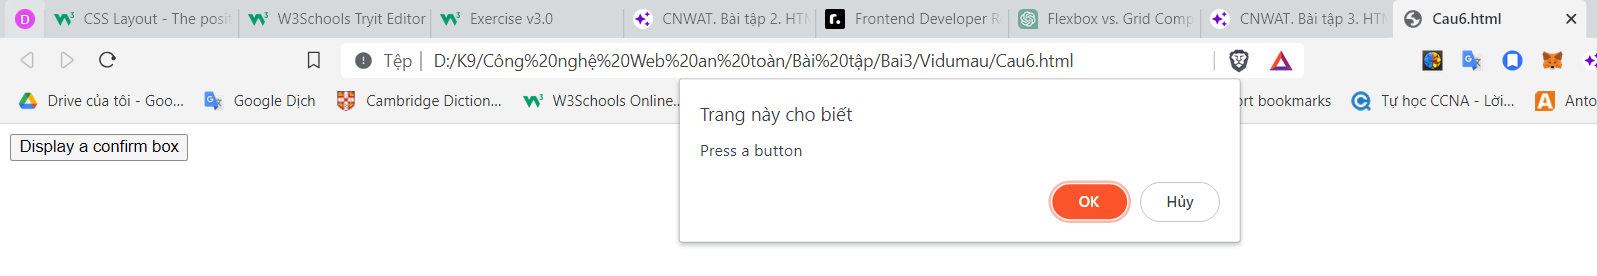 D CSS Layout - The posit W3Schools Tryit Editor Exercise v3.0 CNWAT. Bài tập 2. HTM Frontend Developer Ro Flexbox vs. Grid Comp CNWAT. Bài tập 3. HTM Cau6.html
Tệp D:/K9/Công%20nghệ%20Web%20an%20toàn/Bài%20tập/Bai3/Vidumau/Cau6.html
Drive của tôi - Goo... Google Dịch Cambridge Diction... W3Schools Online... ort bookmarks Tự học CCNA - Lời... Anto
Trang này cho biết
Display a confirm box
Press a button
OK Hủy